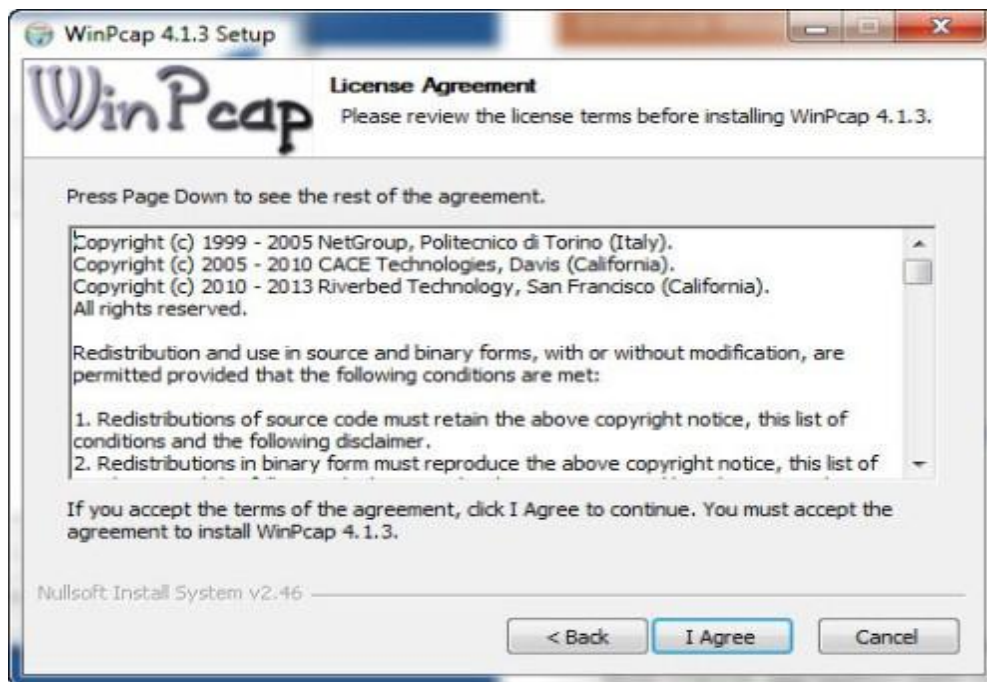 WinPcap 4.1.3 Setup
WinPcap
License Agreement
Please review the license terms before installing WinPcap 4.1.3.
Press Page Down to see the rest of the agreement.
Copyright (c) 1999 - 2005 NetGroup, Politecnico di Torino (Italy).
Copyright (c) 2005 - 2010 CACE Technologies, Davis (California).
Copyright (c) 2010 - 2013 Riverbed Technology, San Francisco (California).
All rights reserved.
Redistribution and use in source and binary forms, with or without modification, are
permitted provided that the following conditions are met:
1. Redistributions of source code must retain the above copyright notice, this list of
conditions and the following disclaimer.
2. Redistributions in binary form must reproduce the above copyright notice, this list of
If you accept the terms of the agreement, click I Agree to continue. You must accept the
agreement to install WinPcap 4.1.3.
Nullsoft Install System v2.46
< Back
I Agree
Cancel